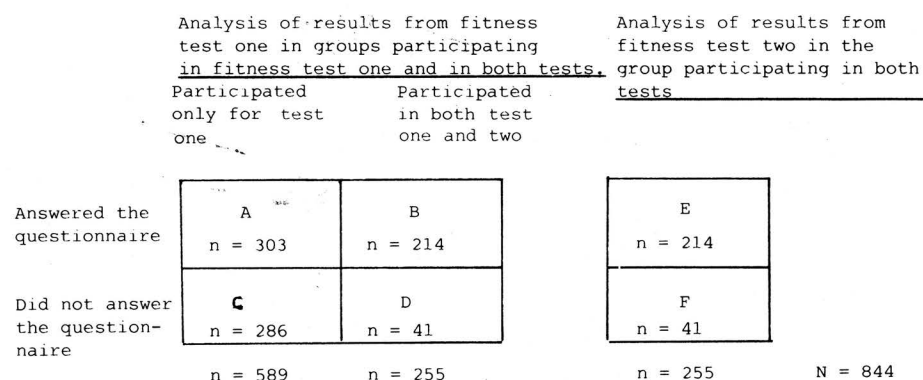 Analysis of results from fitness
test one in groups participating
in fitness test one and in both tests.
Analysis of results from
fitness test two in the
group participating in both
tests
Participated
only for test
one
Participated
in both test
one and two
Answered the
questionnaire
A
n = 303
B
n = 214
E
n = 214
Did not answer
the question-
naire
C
n = 286
D
n = 41
F
n = 41
n = 589
n = 255
n = 255
N = 844